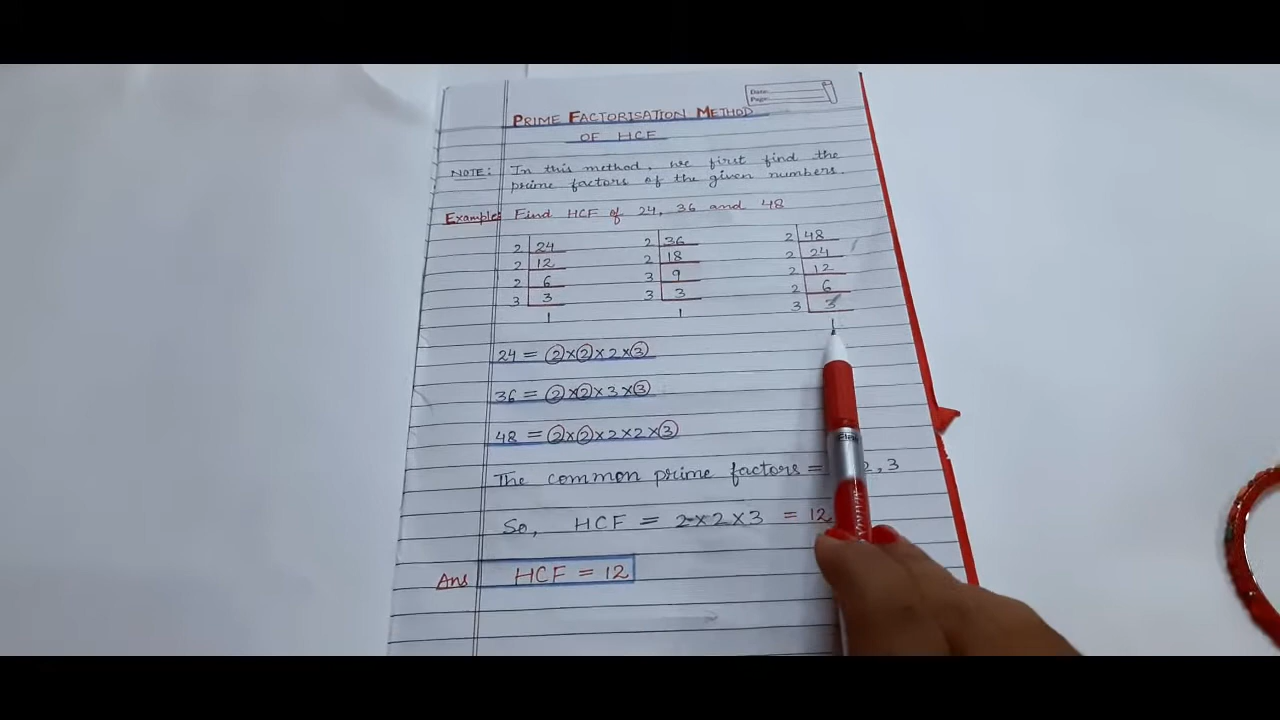 Date:
Page:
PRIME FACTORISATION METHOD
OF HCF
NOTE: In this method, we first find the
prime factors of the given numbers.
Example: Find HCF of 24, 36 and 48
2 24 2 36 2 48
2 12 2 18 2 24
2 6 3 9 2 12
3 3 3 3 2 6
1 1 3 3
1
24 = 2×2×2×3
36 = 2×2×3×3
48 = 2×2×2×2×3
The common prime factors = 2, 3
So, HCF = 2×2×3 = 12
Ans HCF = 12